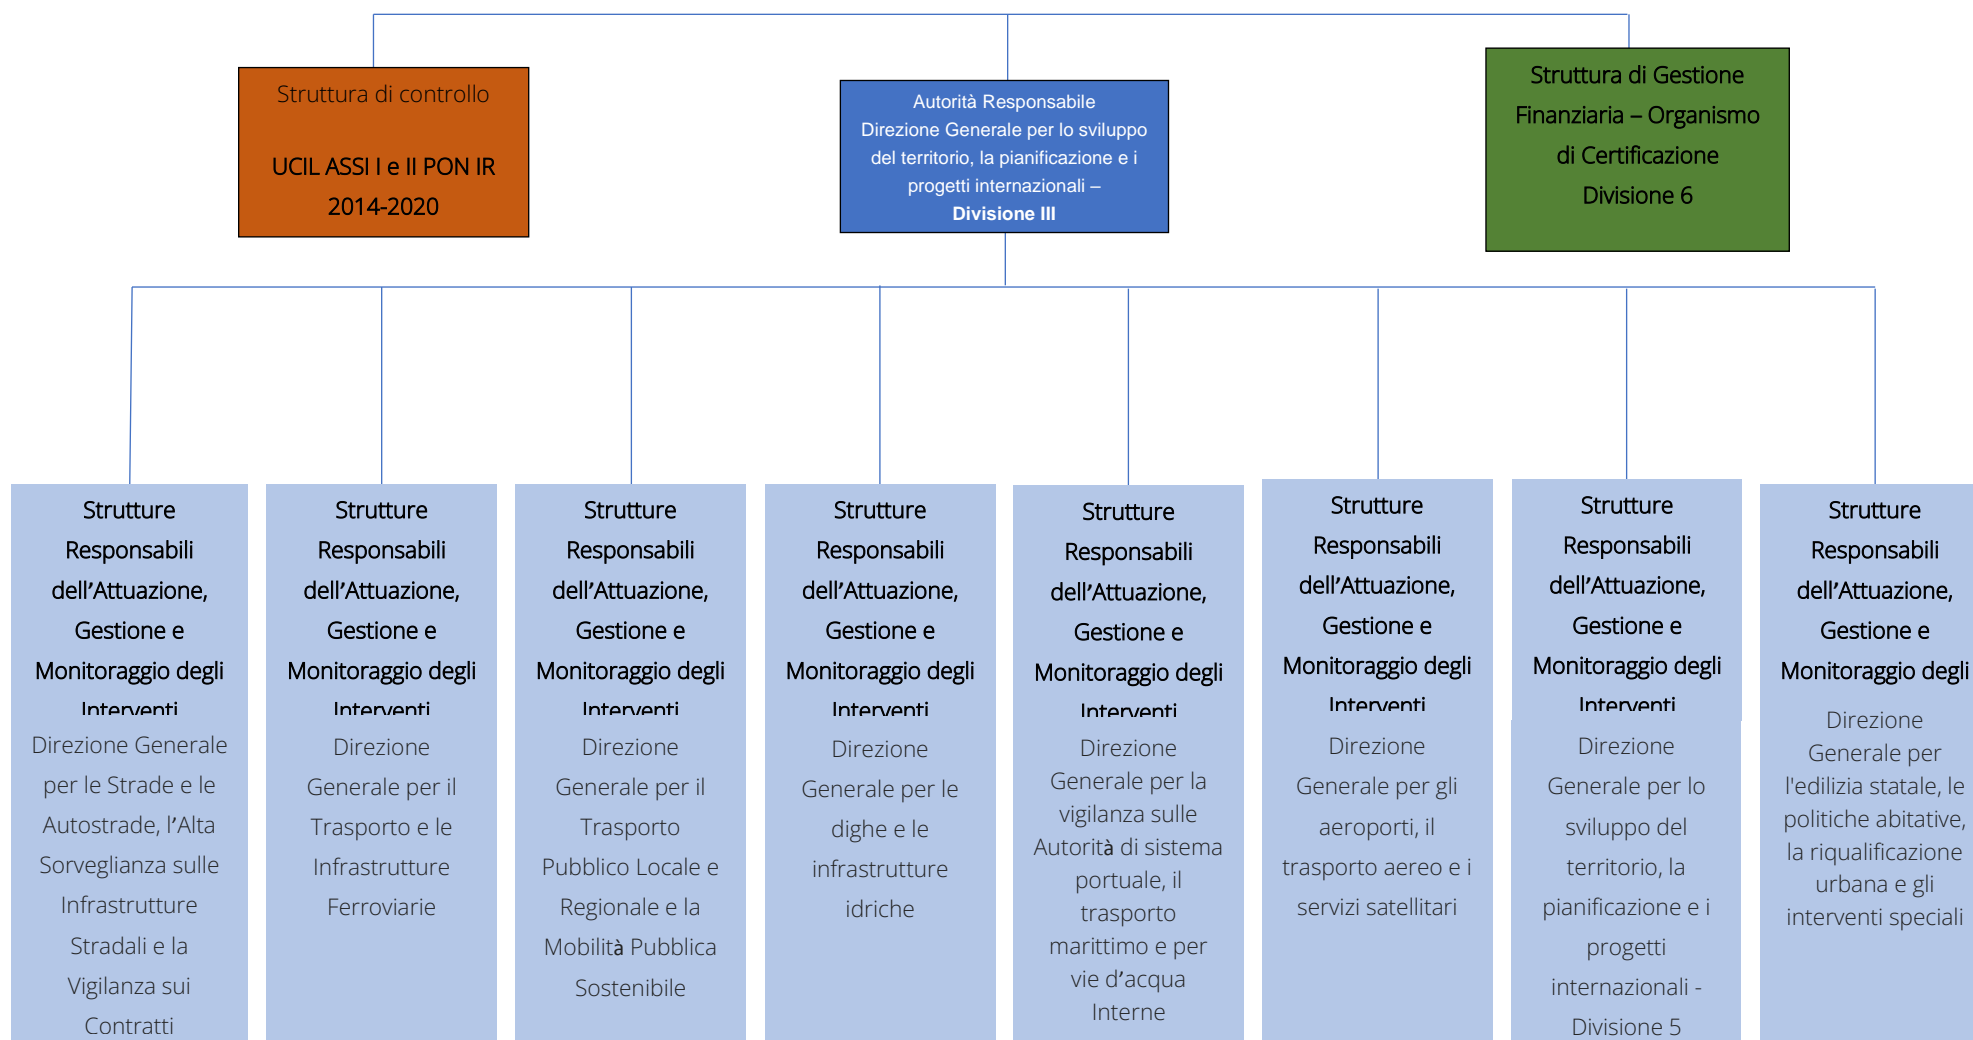 Struttura di controllo
UCIL ASSI I e II PON IR
2014-2020
Autorità Responsabile
Direzione Generale per lo sviluppo
del territorio, la pianificazione e i
progetti internazionali –
Divisione III
Struttura di Gestione
Finanziaria – Organismo
di Certificazione
Divisione 6
Strutture
Responsabili
dell’Attuazione,
Gestione e
Monitoraggio degli
Interventi
Direzione Generale
per le Strade e le
Autostrade, l’Alta
Sorveglianza sulle
Infrastrutture
Stradali e la
Vigilanza sui
Contratti
Strutture
Responsabili
dell’Attuazione,
Gestione e
Monitoraggio degli
Interventi
Direzione
Generale per il
Trasporto e le
Infrastrutture
Ferroviarie
Strutture
Responsabili
dell’Attuazione,
Gestione e
Monitoraggio degli
Interventi
Direzione
Generale per il
Trasporto
Pubblico Locale e
Regionale e la
Mobilità Pubblica
Sostenibile
Strutture
Responsabili
dell’Attuazione,
Gestione e
Monitoraggio degli
Interventi
Direzione
Generale per le
dighe e le
infrastrutture
idriche
Strutture
Responsabili
dell’Attuazione,
Gestione e
Monitoraggio degli
Interventi
Direzione
Generale per la
vigilanza sulle
Autorità di sistema
portuale, il
trasporto
marittimo e per
vie d’acqua
Interne
Strutture
Responsabili
dell’Attuazione,
Gestione e
Monitoraggio degli
Interventi
Direzione
Generale per gli
aeroporti, il
trasporto aereo e i
servizi satellitari
Strutture
Responsabili
dell’Attuazione,
Gestione e
Monitoraggio degli
Interventi
Direzione
Generale per lo
sviluppo del
territorio, la
pianificazione e i
progetti
internazionali -
Divisione 5
Strutture
Responsabili
dell’Attuazione,
Gestione e
Monitoraggio degli
Direzione
Generale per
l'edilizia statale, le
politiche abitative,
la riqualificazione
urbana e gli
interventi speciali